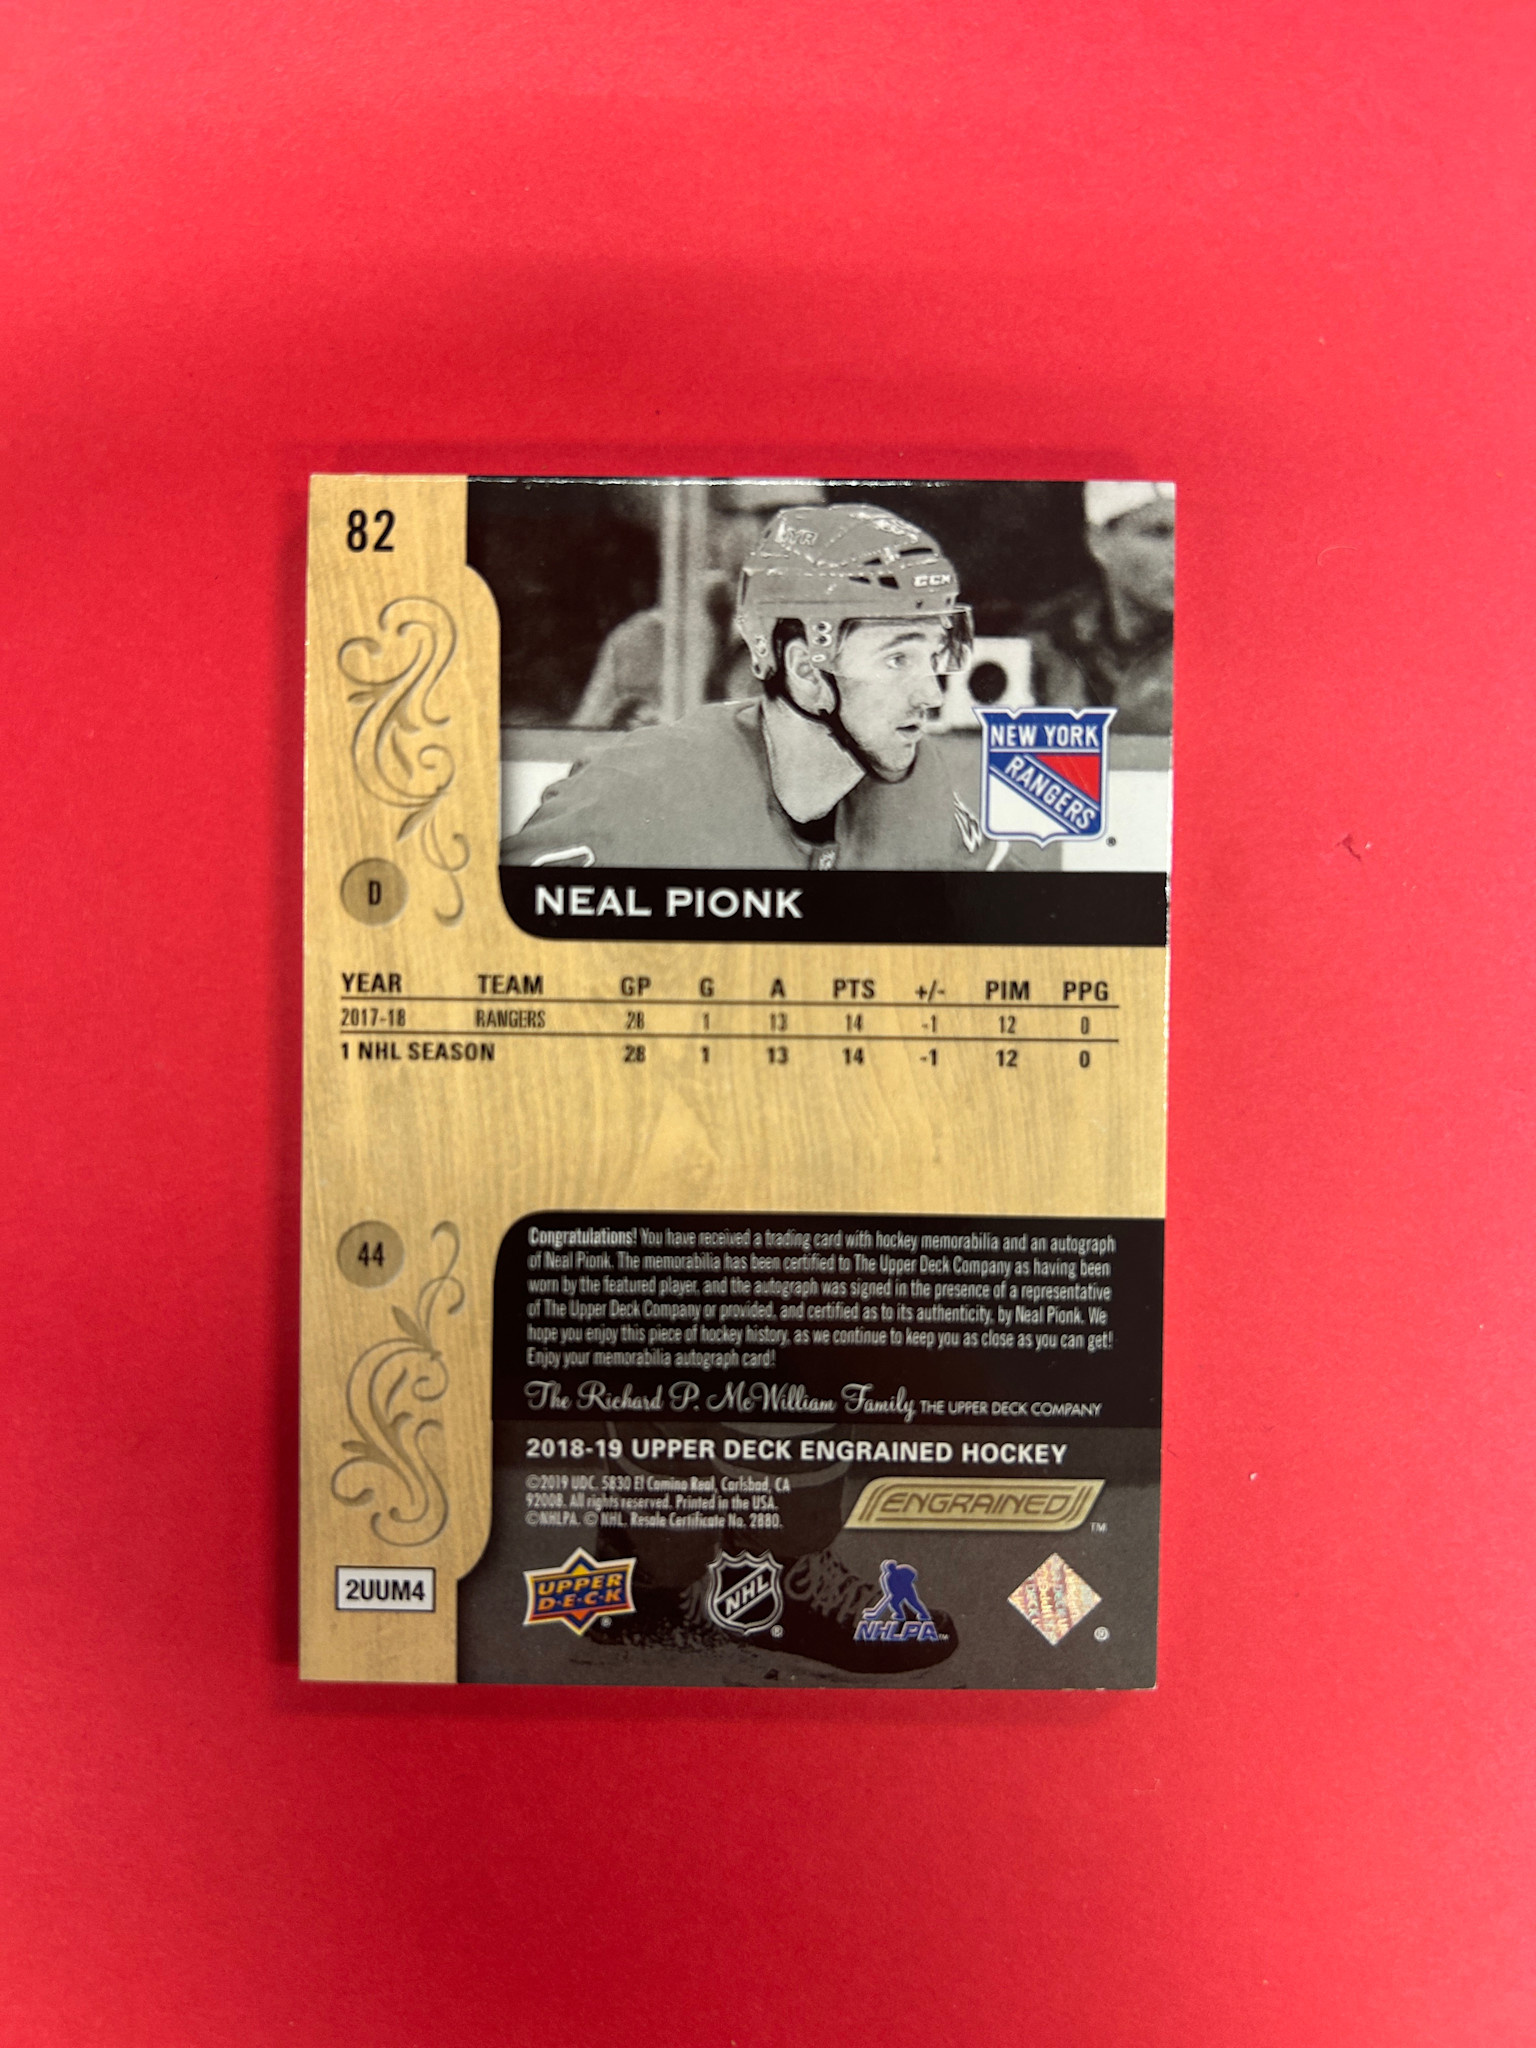 82
NYR
CCM
NEW YORK
RANGERS
®
D
NEAL PIONK
YEAR TEAM GP G A PTS +/- PIM PPG
2017-18 RANGERS 28 1 13 14 -1 12 0
1 NHL SEASON 28 1 13 14 -1 12 0
44
Congratulations! You have received a trading card with hockey memorabilia and an autograph
of Neal Pionk. The memorabilia has been certified to The Upper Deck Company as having been
worn by the featured player, and the autograph was signed in the presence of a representative
of The Upper Deck Company or provided, and certified as to its authenticity, by Neal Pionk. We
hope you enjoy this piece of hockey history, as we continue to keep you as close as you can get!
Enjoy your memorabilia autograph card!
The Richard P. McWilliam Family THE UPPER DECK COMPANY
2018-19 UPPER DECK ENGRAINED HOCKEY
©2019 UDC. 5830 El Camino Real, Carlsbad, CA
92008. All rights reserved. Printed in the USA.
©NHLPA. ©NHL. Resale Certificate No. 2880.
ENGRAINED TM
2UUM4
UPPER
D·E·C·K ®
NHL ®
NHLPA TM
®